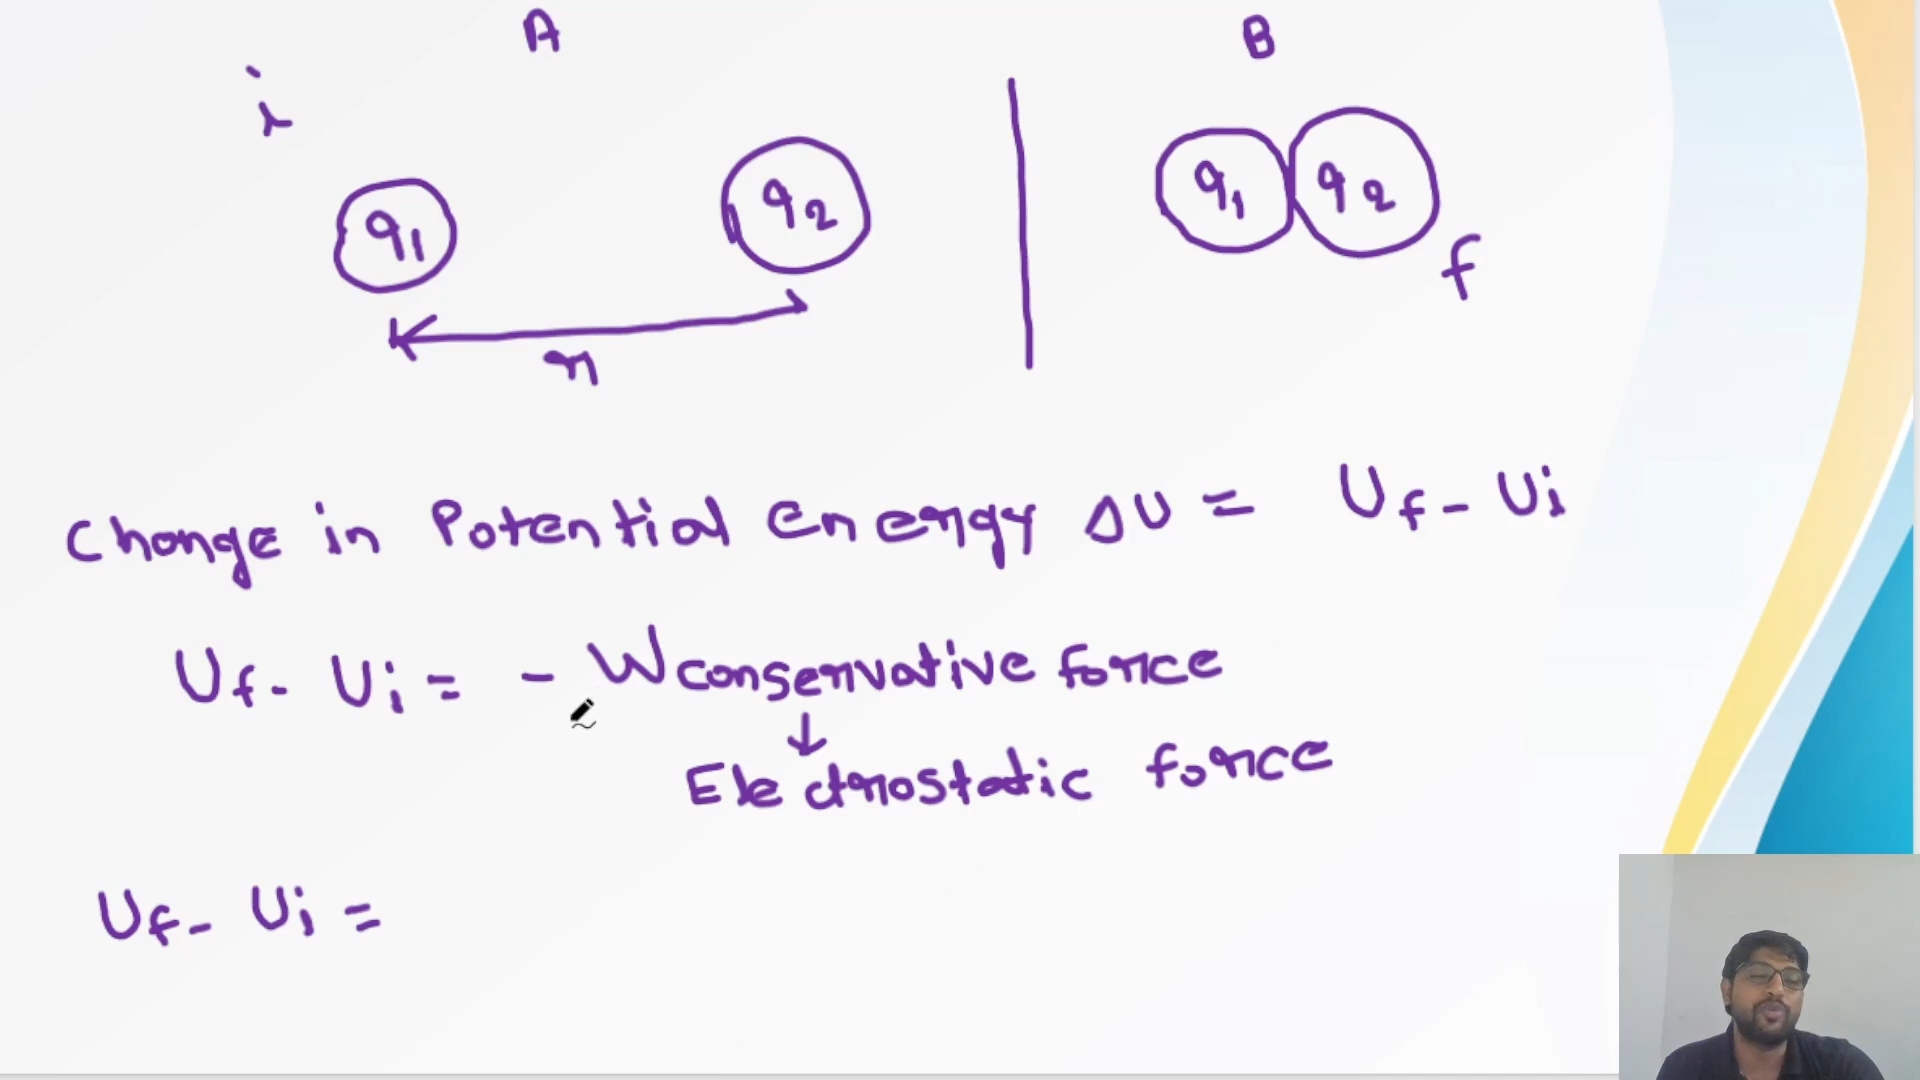 A
B
i
q1
q2
q1
q2
f
r
Change in Potential Energy ΔU = Uf - Ui
Uf - Ui = - W conservative force
↓
Electrostatic force
Uf - Ui =